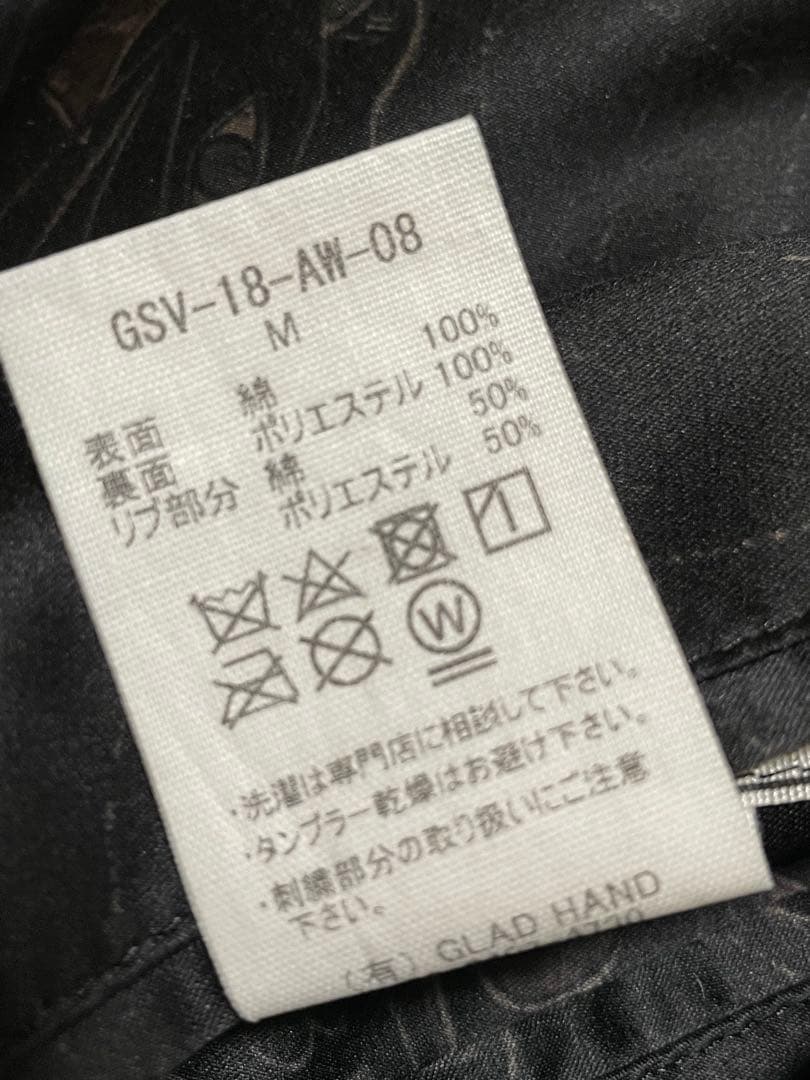 GSV-18-AW-08
M
表面 綿 100%
裏面 ポリエステル 100%
リブ部分 綿 50%
ポリエステル 50%
W
・洗濯は専門店に相談して下さい。
・タンブラー乾燥はお避け下さい。
・刺繍部分の取り扱いにご注意
下さい。
(有) GLAD HAND